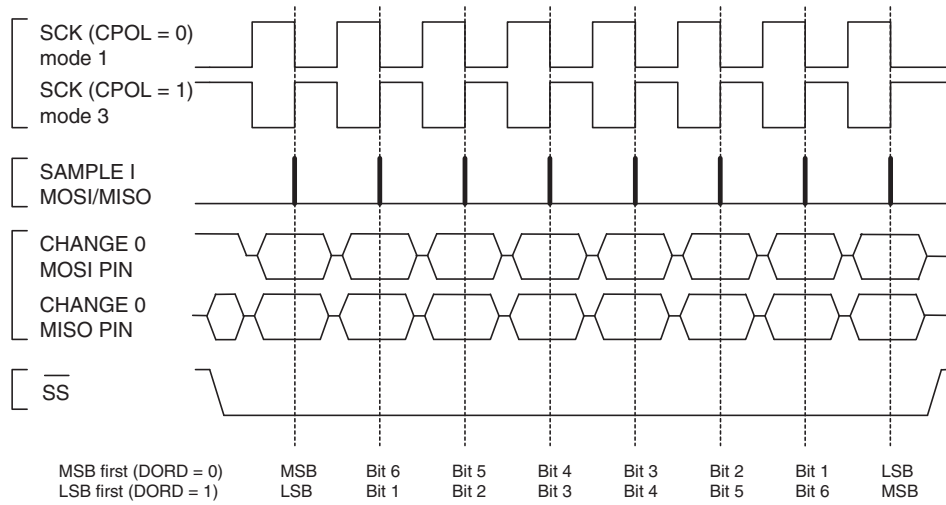 SCK (CPOL = 0)
mode 1
SCK (CPOL = 1)
mode 3
SAMPLE I
MOSI/MISO
CHANGE 0
MOSI PIN
CHANGE 0
MISO PIN
SS
MSB first (DORD = 0) MSB Bit 6 Bit 5 Bit 4 Bit 3 Bit 2 Bit 1 LSB
LSB first (DORD = 1) LSB Bit 1 Bit 2 Bit 3 Bit 4 Bit 5 Bit 6 MSB